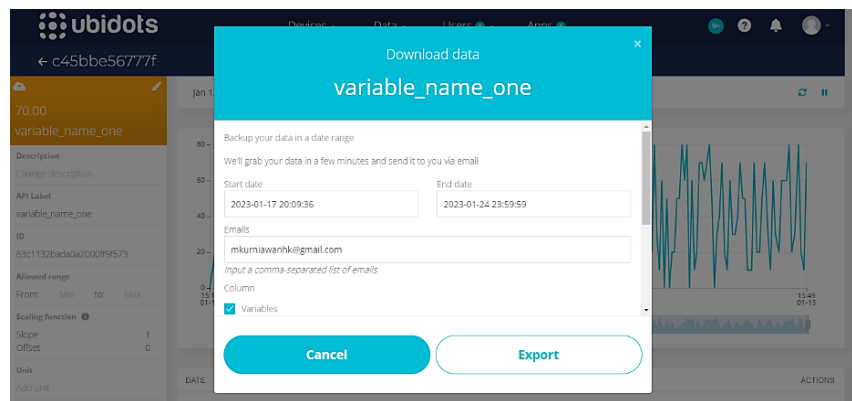 ubidots
Devices Data Users Apps
← c45bbe56777f
Download data
×
variable_name_one
70.00
variable_name_one
Jan 1
Description
Change description
API Label
variable_name_one
ID
63c1132bada0a2000ff9f573
Allowed range
From: Min to: Max
Scaling function
Slope 1
Offset 0
Unit
Add unit
80
60
40
20
0
Backup your data in a date range
We'll grab your data in a few minutes and send it to you via email
Start date End date
2023-01-17 20:09:36 2023-01-24 23:59:59
Emails
mkurniawanhk@gmail.com
Input a comma-separated list of emails
Column
Variables
Cancel Export
15:49
01-13
DATE ACTIONS